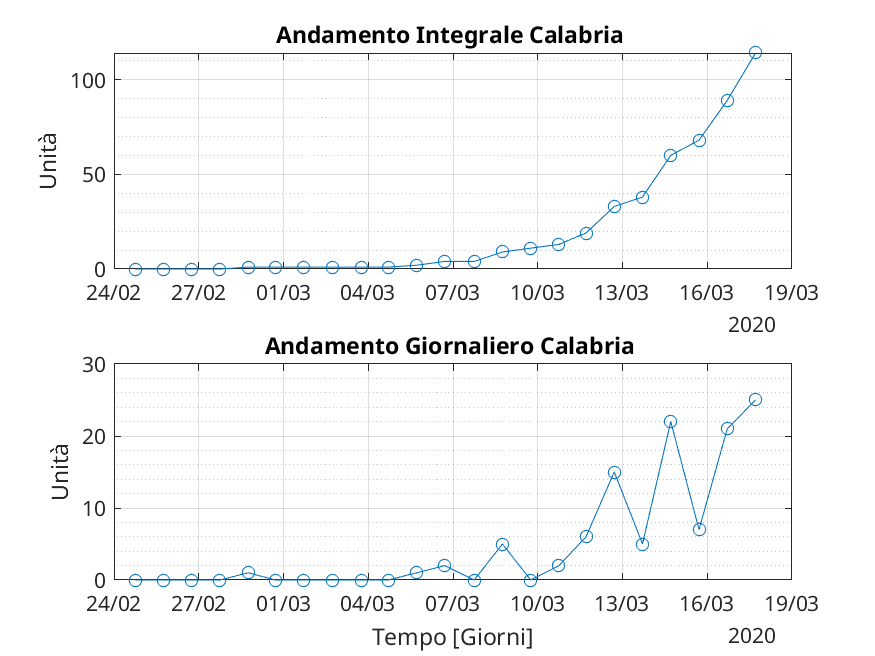 Andamento Integrale Calabria
Unità
100
50
0
24/02 27/02 01/03 04/03 07/03 10/03 13/03 16/03 19/03
2020
Andamento Giornaliero Calabria
Unità
30
20
10
0
24/02 27/02 01/03 04/03 07/03 10/03 13/03 16/03 19/03
Tempo [Giorni]
2020